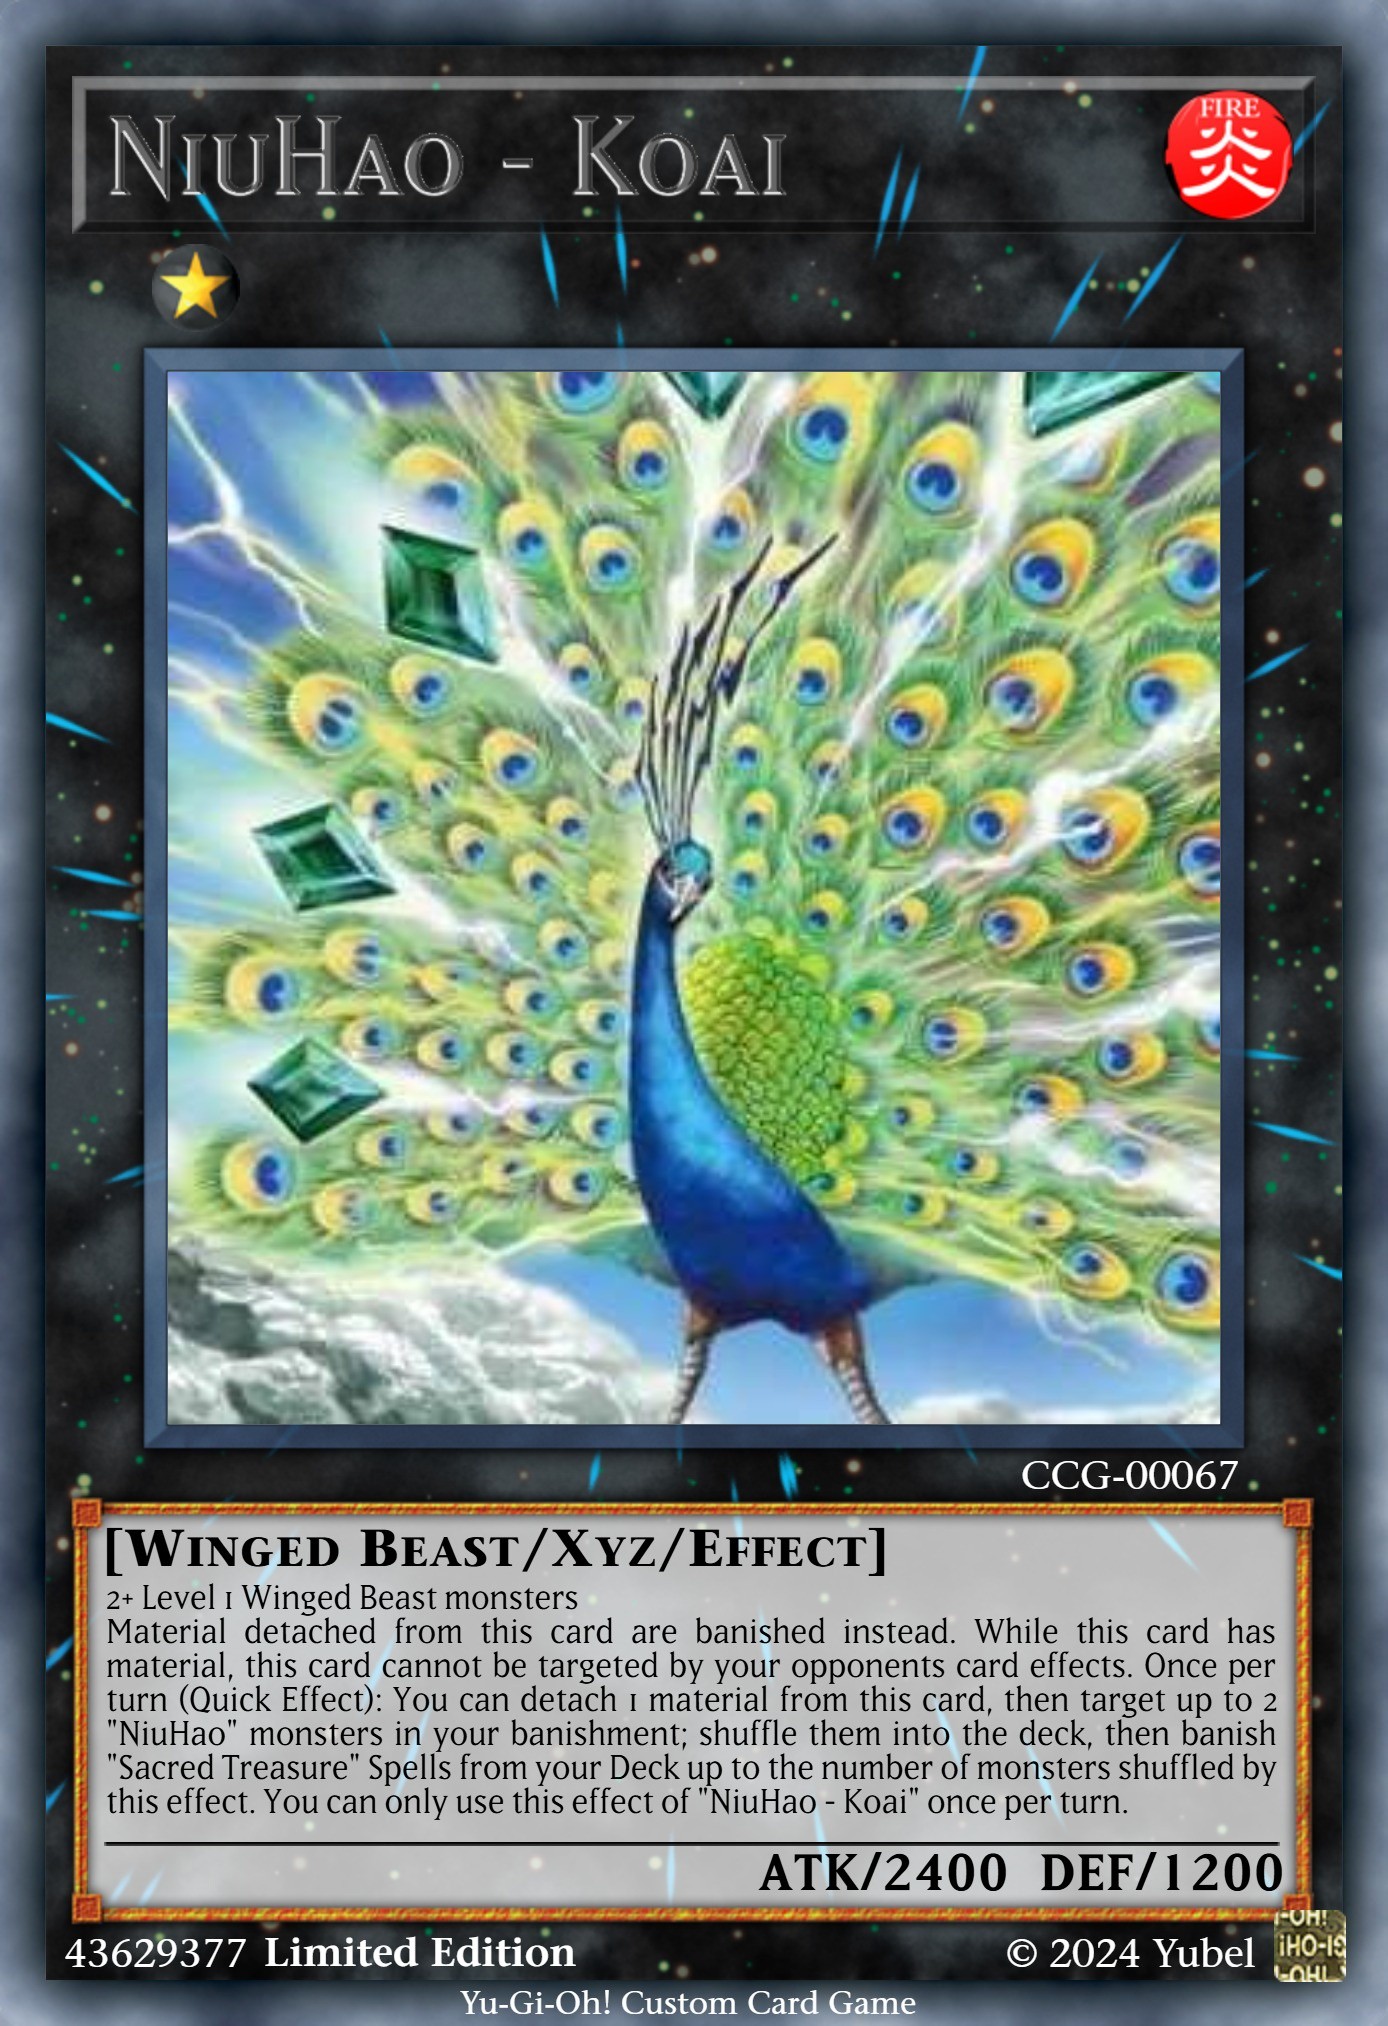 NiuHao - Koai
FIRE
炎
CCG-00067
[Winged Beast/Xyz/Effect]
2+ Level 1 Winged Beast monsters
Material detached from this card are banished instead. While this card has
material, this card cannot be targeted by your opponents card effects. Once per
turn (Quick Effect): You can detach 1 material from this card, then target up to 2
"NiuHao" monsters in your banishment; shuffle them into the deck, then banish
"Sacred Treasure" Spells from your Deck up to the number of monsters shuffled by
this effect. You can only use this effect of "NiuHao - Koai" once per turn.
ATK/2400 DEF/1200
43629377 Limited Edition
© 2024 Yubel
Yu-Gi-Oh! Custom Card Game